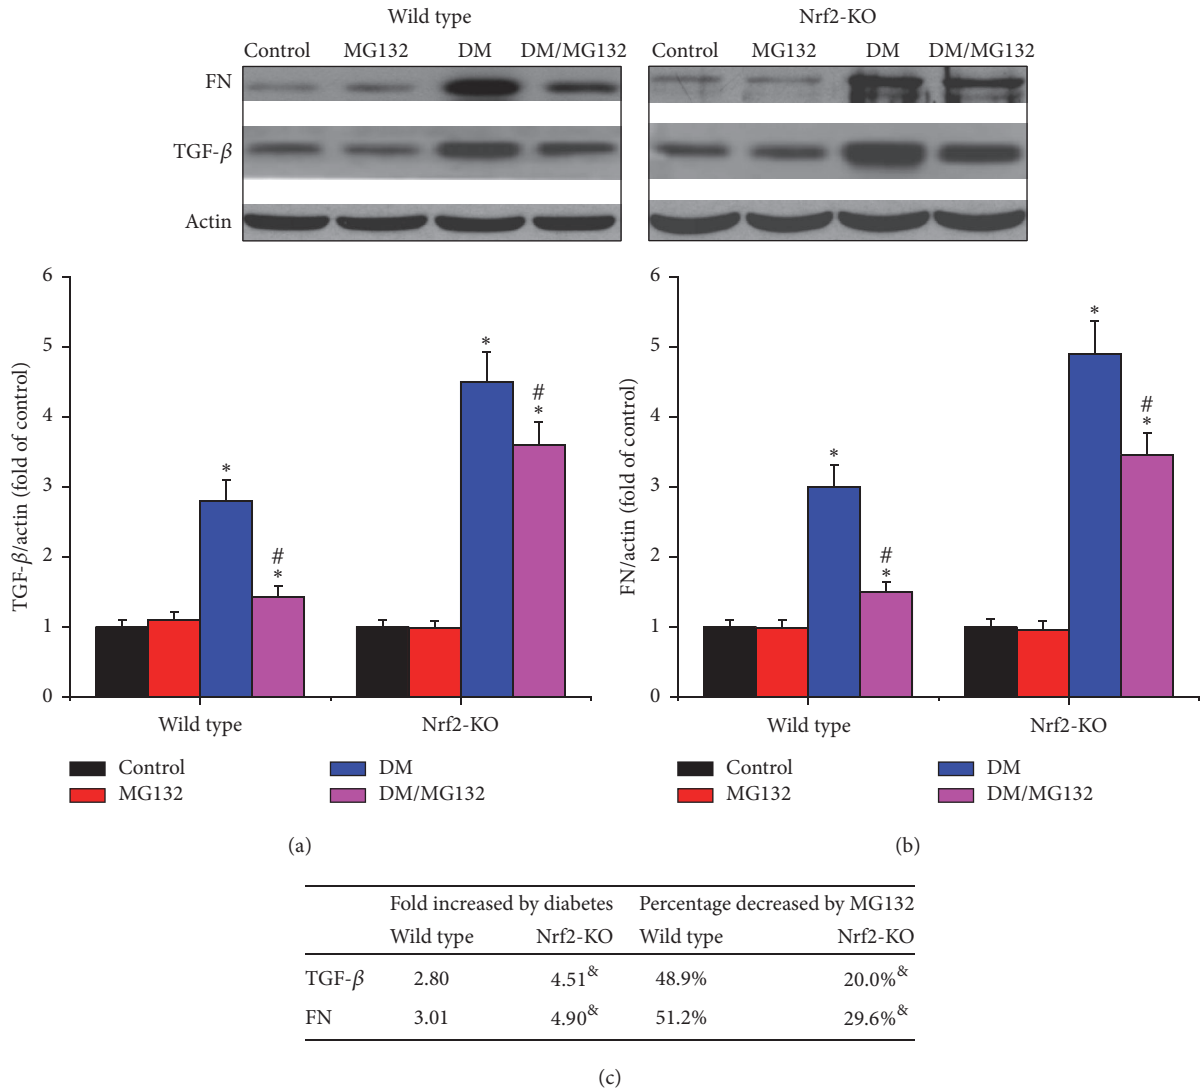 Wild type
Nrf2-KO
Control MG132 DM DM/MG132
Control MG132 DM DM/MG132
FN
TGF-β
Actin
TGF-β/actin (fold of control)
6
5
4
3
2
1
0
*
# *
*
# *
Wild type Nrf2-KO
Control DM
MG132 DM/MG132
(a)
FN/actin (fold of control)
6
5
4
3
2
1
0
*
# *
*
# *
Wild type Nrf2-KO
Control DM
MG132 DM/MG132
(b)
Fold increased by diabetes Percentage decreased by MG132
Wild type Nrf2-KO Wild type Nrf2-KO
TGF-β 2.80 4.51& 48.9% 20.0%&
FN 3.01 4.90& 51.2% 29.6%&
(c)